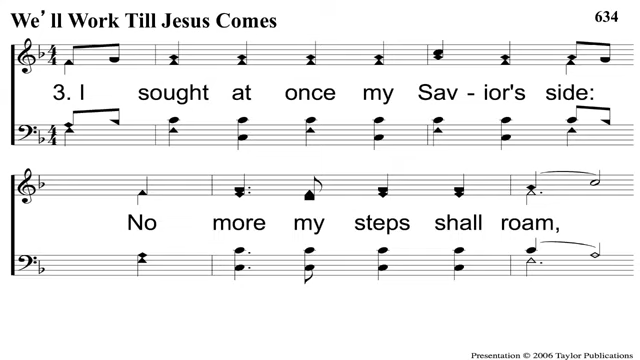 We'll Work Till Jesus Comes
634
3. I sought at once my Sav - ior's side:
No more my steps shall roam,
Presentation © 2006 Taylor Publications